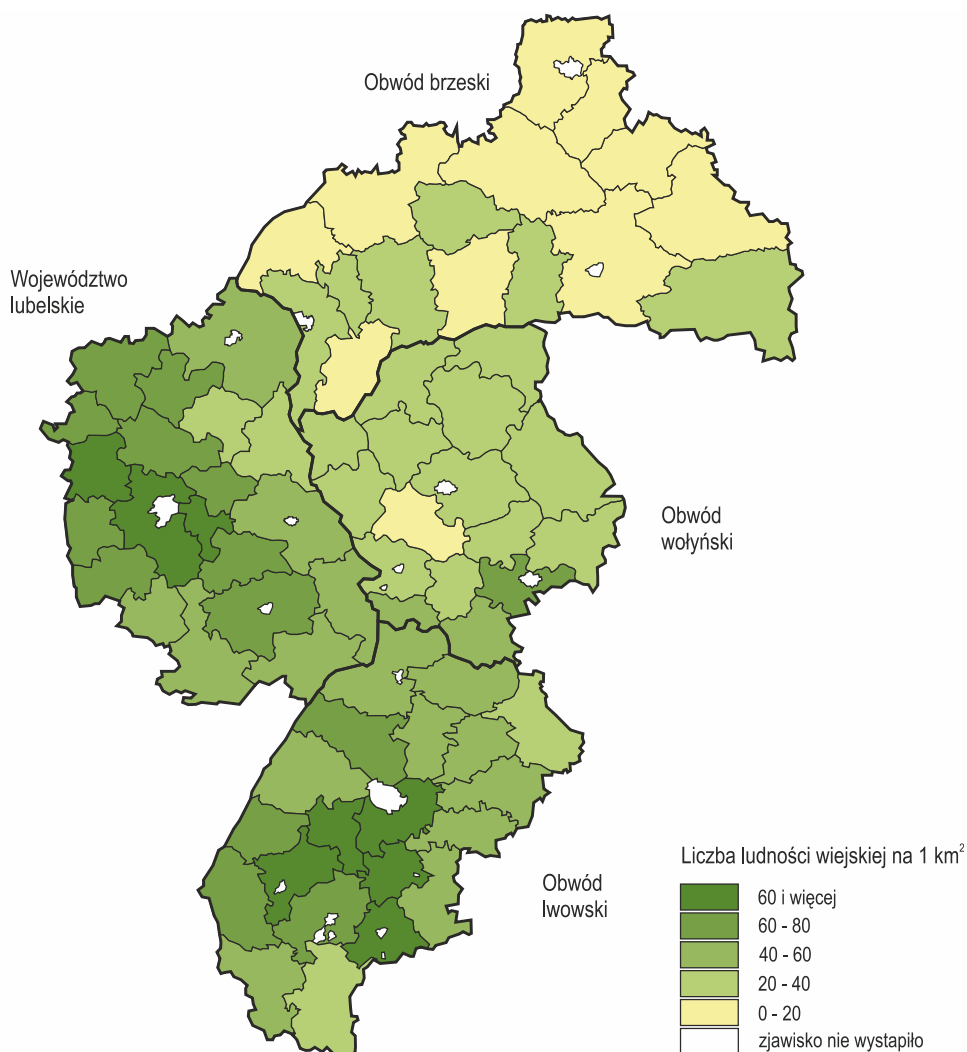 Obwód brzeski
Województwo
lubelskie
Obwód
wołyński
Obwód
lwowski
Liczba ludności wiejskiej na 1 km²
60 i więcej
60 - 80
40 - 60
20 - 40
0 - 20
zjawisko nie wystapiło